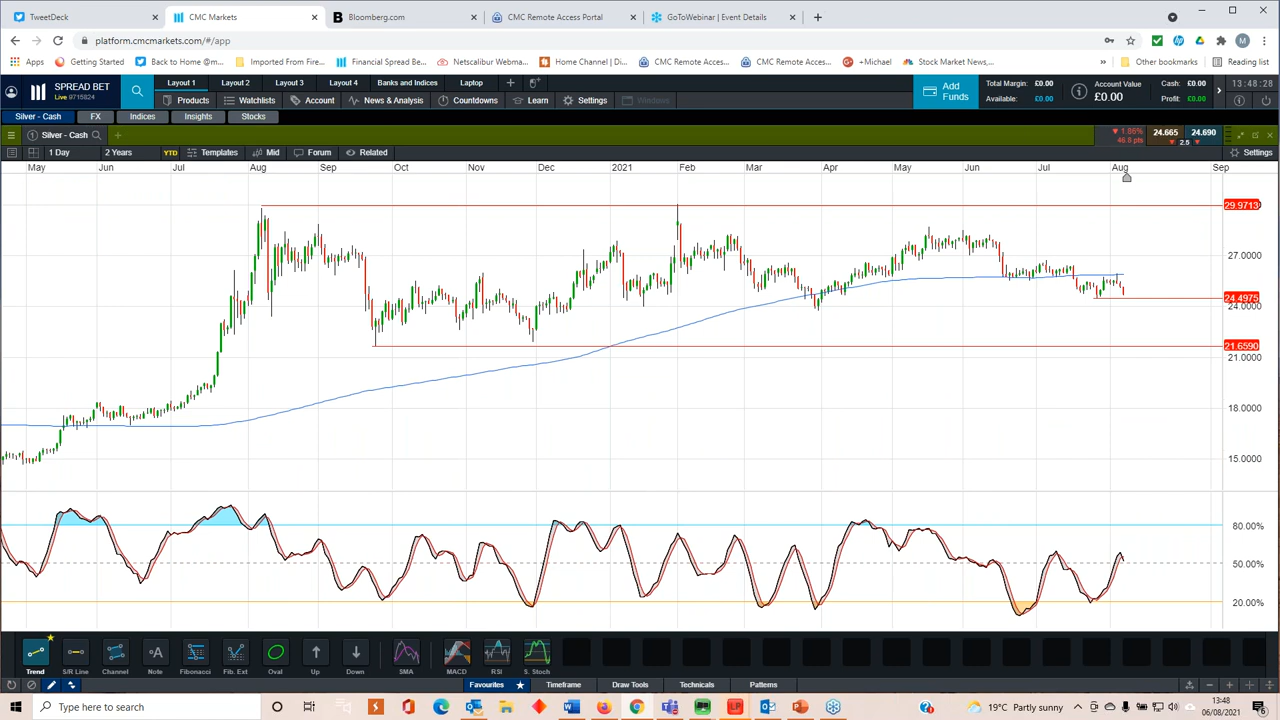 TweetDeck
CMC Markets
Bloomberg.com
CMC Remote Access Portal
GoToWebinar | Event Details
platform.cmcmarkets.com/#/app
M
Apps Getting Started Back to Home @m... Imported From Fire... Financial Spread Be... Netscalibur Webma... Home Channel | Di... CMC Remote Acces... CMC Remote Acces... +Michael Stock Market News,... Other bookmarks Reading list
SPREAD BET
Live 9715824
Layout 1 Layout 2 Layout 3 Layout 4 Banks and Indices Laptop
Products Watchlists Account News & Analysis Countdowns Learn Settings Windows
Add Funds
Total Margin: £0.00
Available: £0.00
Account Value
£0.00
Cash: £0.00
Profit: £0.00
13:48:28
Silver - Cash FX Indices Insights Stocks
1 Silver - Cash
1.86%
24.665 24.690
2.5
1 Day 2 Years YTD Templates Mid Forum Related Settings
May Jun Jul Aug Sep Oct Nov Dec 2021 Feb Mar Apr May Jun Jul Aug Sep
29.9713
27.0000
24.4975
24.0000
21.6590
21.0000
18.0000
15.0000
80.00%
50.00%
20.00%
Trend S/R Line Channel Note Fibonacci Fib. Ext Oval Up Down SMA MACD RSI S. Stoch
Favourites Timeframe Draw Tools Technicals Patterns
Type here to search
19°C Partly sunny
13:48
06/08/2021